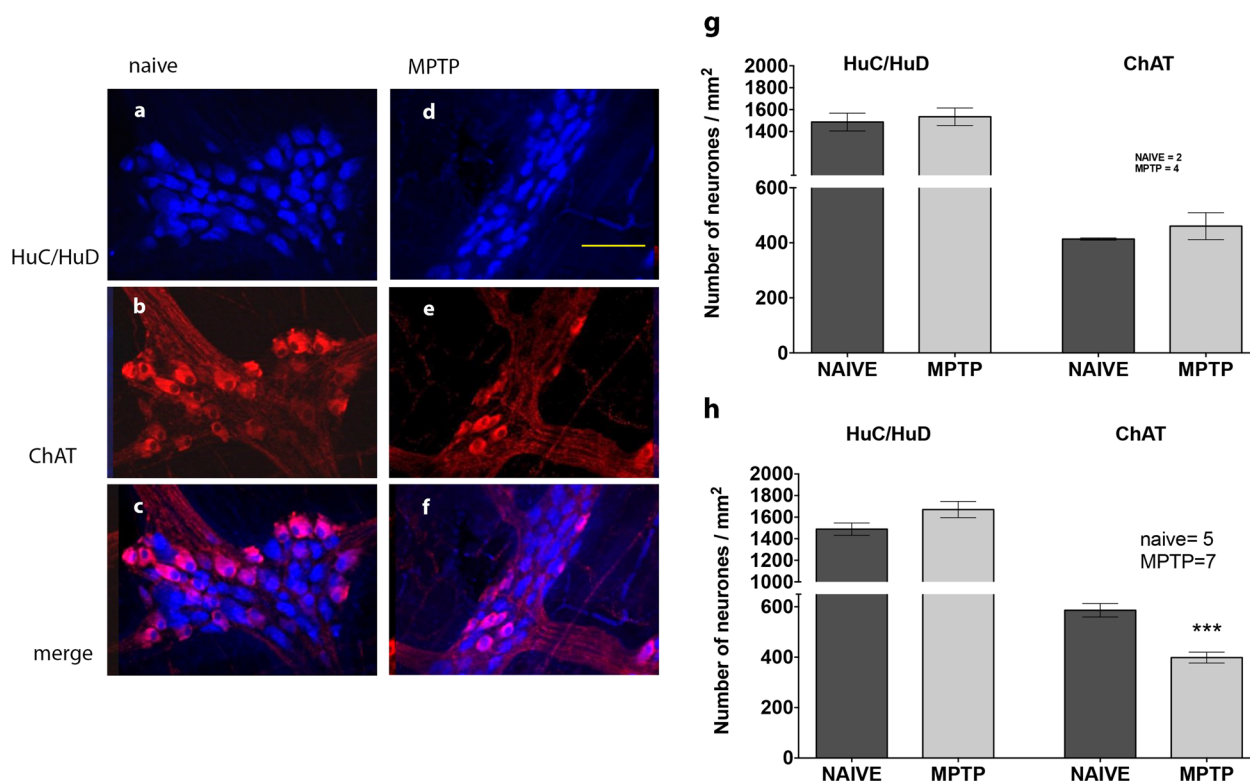 naive
MPTP
HuC/HuD
ChAT
merge
a
d
b
e
c
f
g
HuC/HuD
ChAT
Number of neurones / mm²
2000
1800
1600
1400
600
400
200
0
NAIVE = 2
MPTP = 4
NAIVE
MPTP
NAIVE
MPTP
h
HuC/HuD
ChAT
Number of neurones / mm²
2000
1800
1600
1400
1200
1000
600
400
200
0
naive= 5
MPTP=7
***
NAIVE
MPTP
NAIVE
MPTP